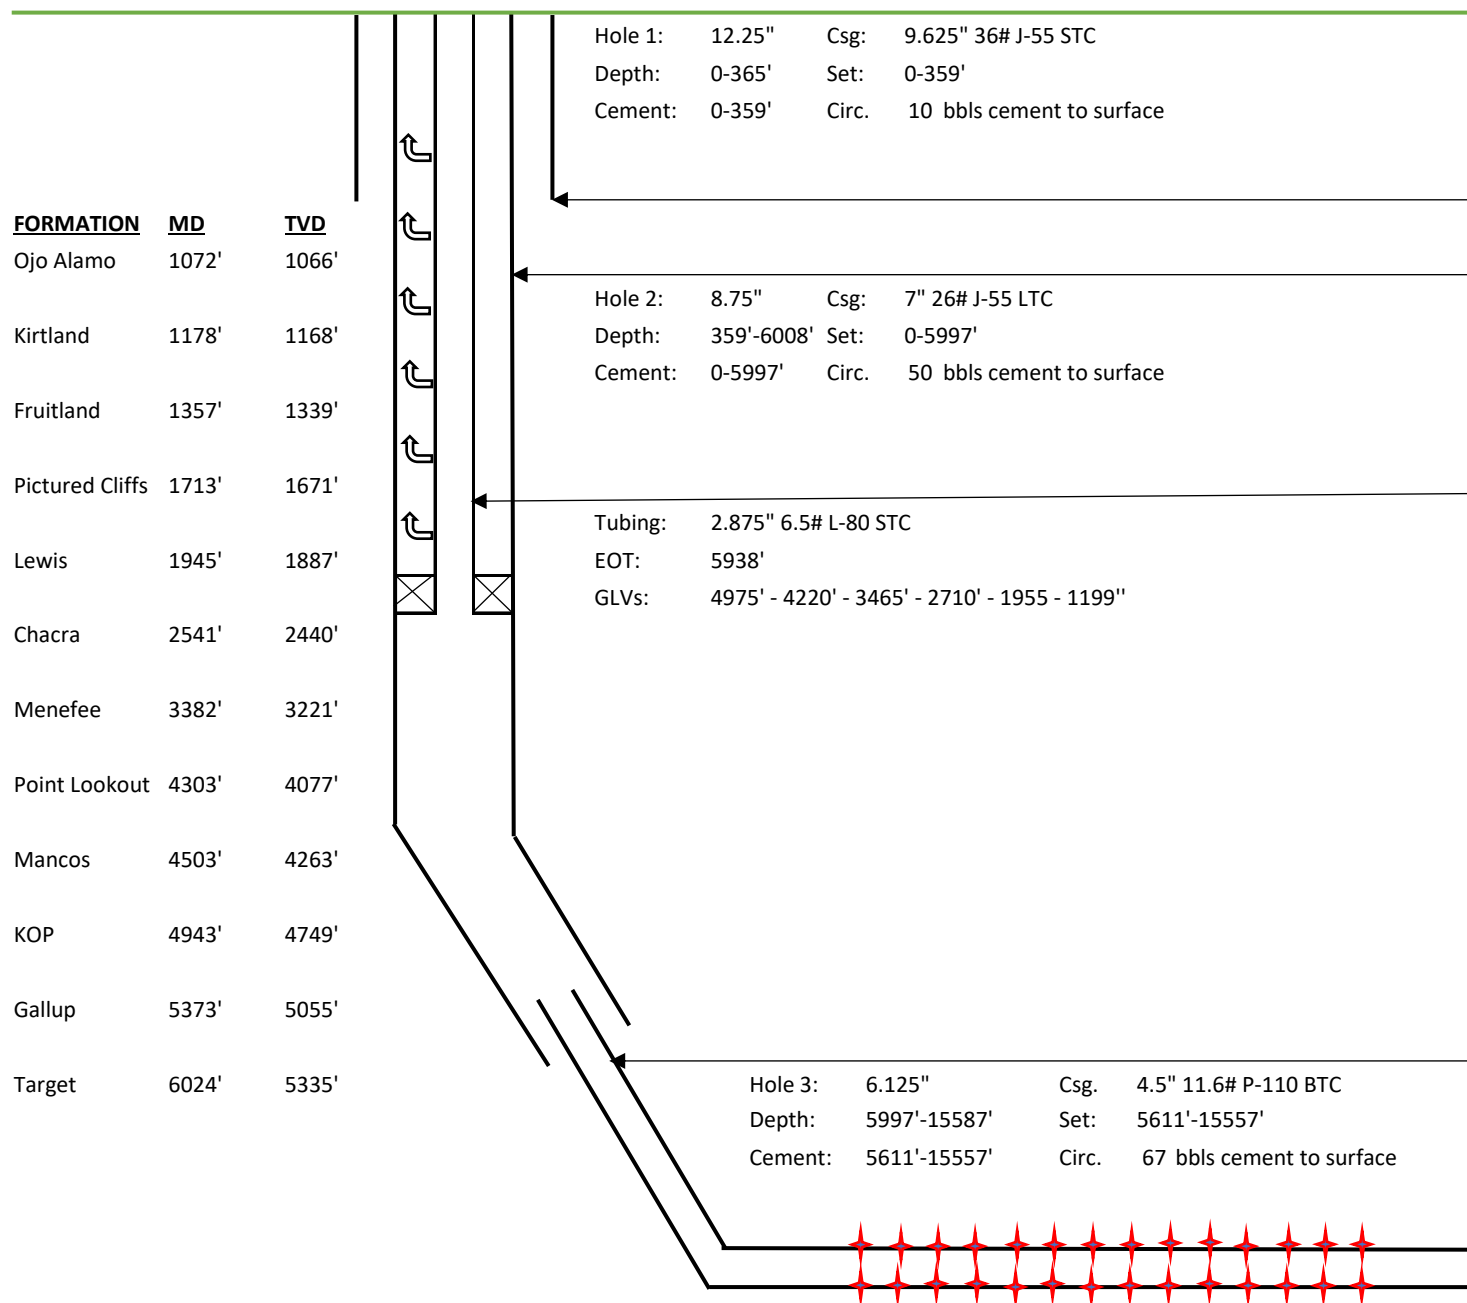 Hole 1: 12.25" Csg: 9.625" 36# J-55 STC
Depth: 0-365' Set: 0-359'
Cement: 0-359' Circ. 10 bbls cement to surface
FORMATION MD TVD
Ojo Alamo 1072' 1066'
Kirtland 1178' 1168'
Fruitland 1357' 1339'
Pictured Cliffs 1713' 1671'
Lewis 1945' 1887'
Chacra 2541' 2440'
Menefee 3382' 3221'
Point Lookout 4303' 4077'
Mancos 4503' 4263'
KOP 4943' 4749'
Gallup 5373' 5055'
Target 6024' 5335'
Hole 2: 8.75" Csg: 7" 26# J-55 LTC
Depth: 359'-6008' Set: 0-5997'
Cement: 0-5997' Circ. 50 bbls cement to surface
Tubing: 2.875" 6.5# L-80 STC
EOT: 5938'
GLVs: 4975' - 4220' - 3465' - 2710' - 1955 - 1199''
Hole 3: 6.125" Csg. 4.5" 11.6# P-110 BTC
Depth: 5997'-15587' Set: 5611'-15557'
Cement: 5611'-15557' Circ. 67 bbls cement to surface